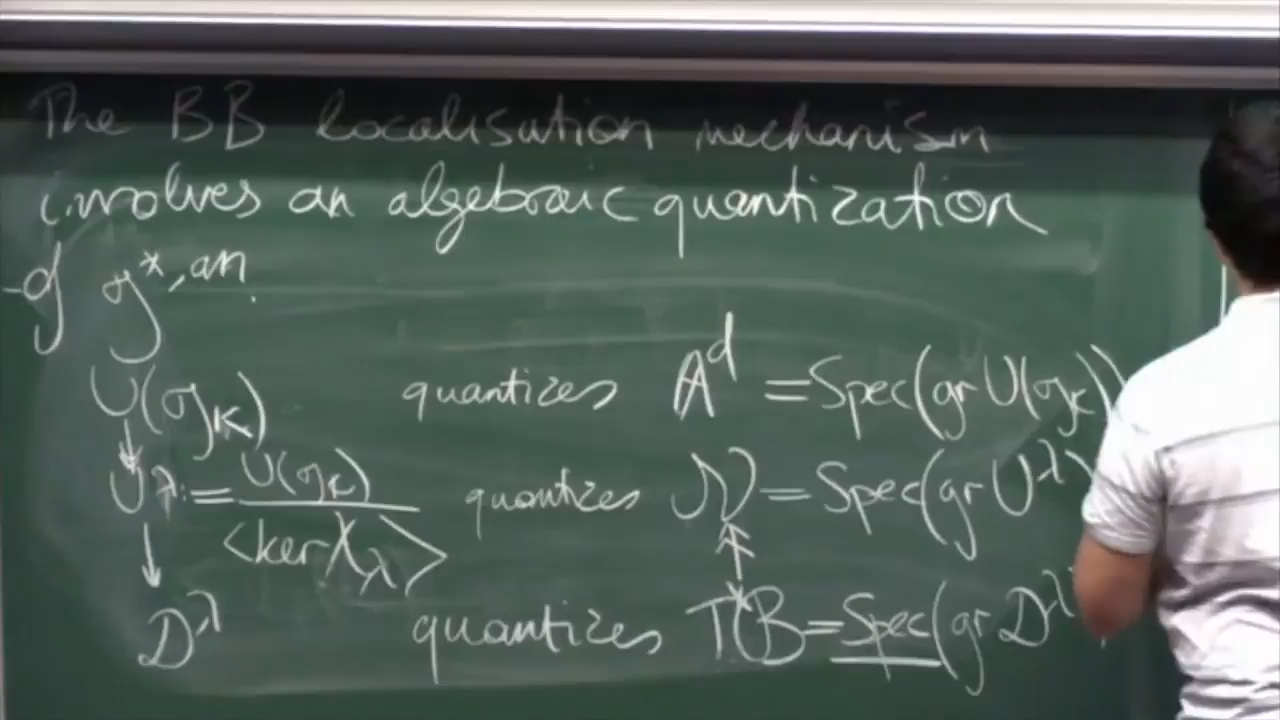 The BB localisation mechanism
involves an algebraic quantization
of 𝔤*,an.
U(𝔤_K) quantizes A^d = Spec(gr U(𝔤_K))
U^λ := U(𝔤_K) / <ker χ_λ> quantizes N = Spec(gr U^λ)
D^λ quantizes T*B = Spec(gr D^λ